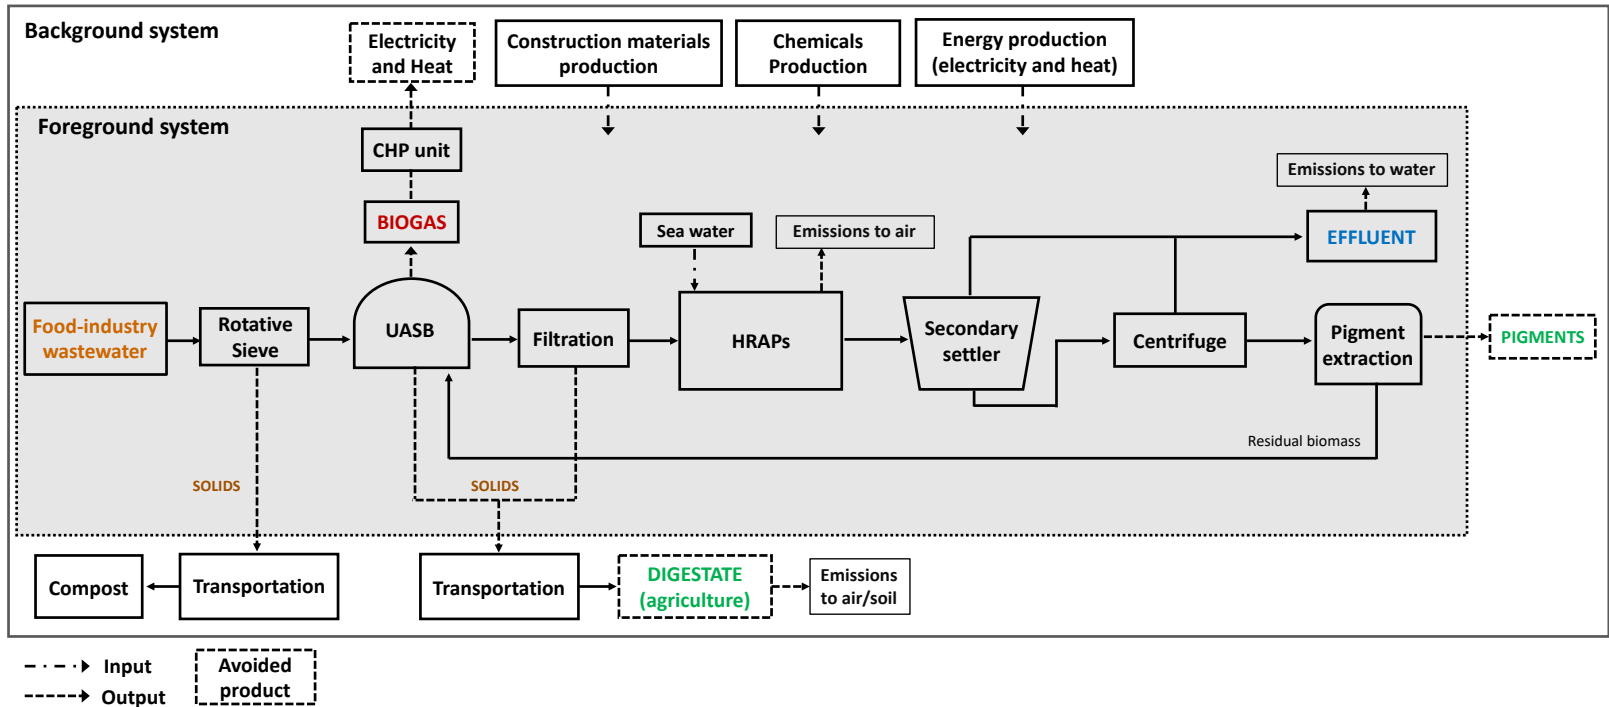 Background system
Electricity
and Heat
Construction materials
production
Chemicals
Production
Energy production
(electricity and heat)
Foreground system
CHP unit
BIOGAS
Sea water
Emissions to air
Emissions to water
EFFLUENT
Food-industry
wastewater
Rotative
Sieve
UASB
Filtration
HRAPs
Secondary
settler
Centrifuge
Pigment
extraction
PIGMENTS
Residual biomass
SOLIDS
SOLIDS
Compost
Transportation
Transportation
DIGESTATE
(agriculture)
Emissions
to air/soil
Input
Output
Avoided
product